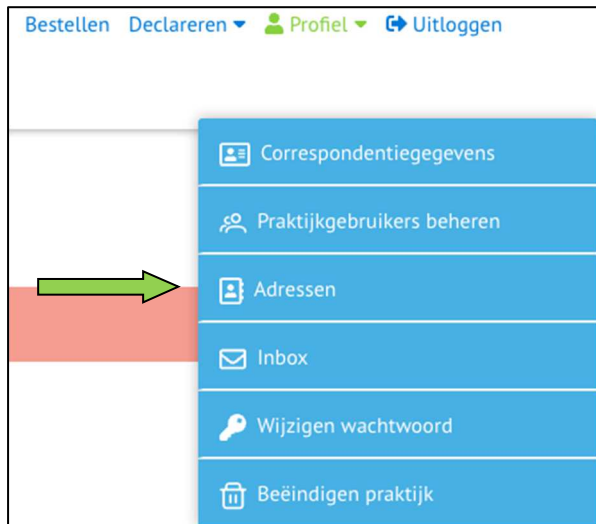 Bestellen Declareren Profiel Uitloggen
Correspondentiegegevens
Praktijkgebruikers beheren
Adressen
Inbox
Wijzigen wachtwoord
Beëindigen praktijk